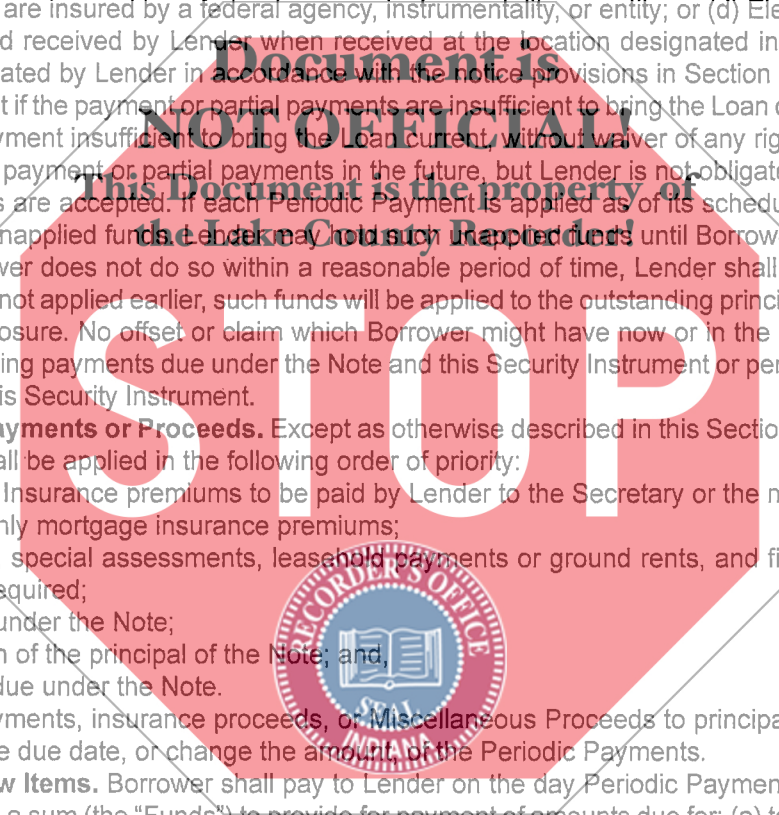 are insured by a federal agency, instrumentality, or entity; or (d) Ele
d received by Lender when received at the location designated in
Document is
ated by Lender in accordance with the notice provisions in Section
t if the payment or partial payments are insufficient to bring the Loan c
NOT OFFICIAL!
yment insufficient to bring the Loan current, without waiver of any rig
payment or partial payments in the future, but Lender is not obligate
This Document is the property of
s are accepted. If each Periodic Payment is applied as of its schedu
the Lake County Recorder!
napplied funds. Lender may hold such unapplied funds until Borrow
ver does not do so within a reasonable period of time, Lender shall
not applied earlier, such funds will be applied to the outstanding princi
osure. No offset or claim which Borrower might have now or in the
ing payments due under the Note and this Security Instrument or per
is Security Instrument.
STOP
ayments or Proceeds. Except as otherwise described in this Sectio
all be applied in the following order of priority:
Insurance premiums to be paid by Lender to the Secretary or the m
hly mortgage insurance premiums;
special assessments, leasehold payments or ground rents, and fi
equired;
under the Note;
n of the principal of the Note; and,
due under the Note.
RECORDER'S OFFICE
SEAL
INDIANA
yments, insurance proceeds, or Miscellaneous Proceeds to principa
e due date, or change the amount, of the Periodic Payments.
w Items. Borrower shall pay to Lender on the day Periodic Paymen
a sum (the “Funds”) to provide for payment of amounts due for: (a) t